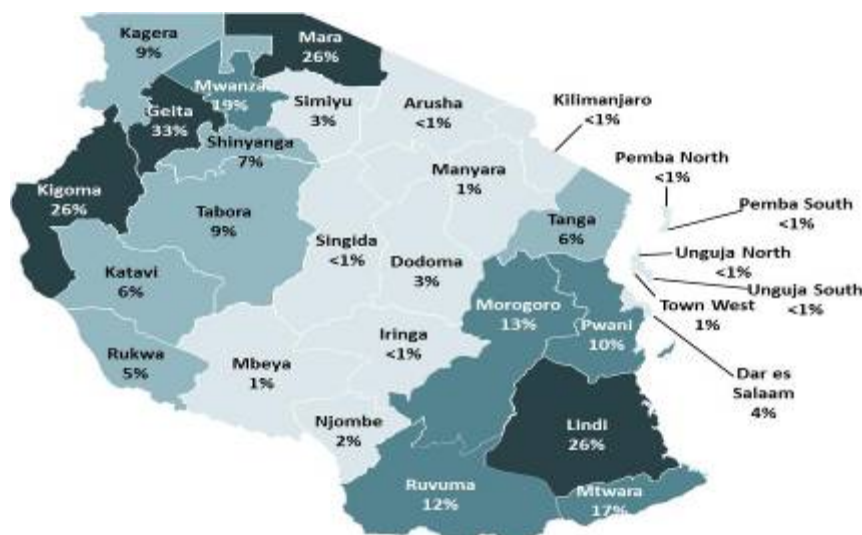 Kagera
9%
Mara
26%
Mwanza
19%
Geita
33%
Simiyu
3%
Arusha
<1%
Kilimanjaro
<1%
Shinyanga
7%
Pemba North
<1%
Kigoma
26%
Manyara
1%
Tabora
9%
Pemba South
<1%
Tanga
6%
Singida
<1%
Unguja North
<1%
Katavi
6%
Dodoma
3%
Unguja South
<1%
Town West
1%
Morogoro
13%
Pwani
10%
Iringa
<1%
Rukwa
5%
Mbeya
1%
Dar es
Salaam
4%
Njombe
2%
Lindi
26%
Ruvuma
12%
Mtwara
17%